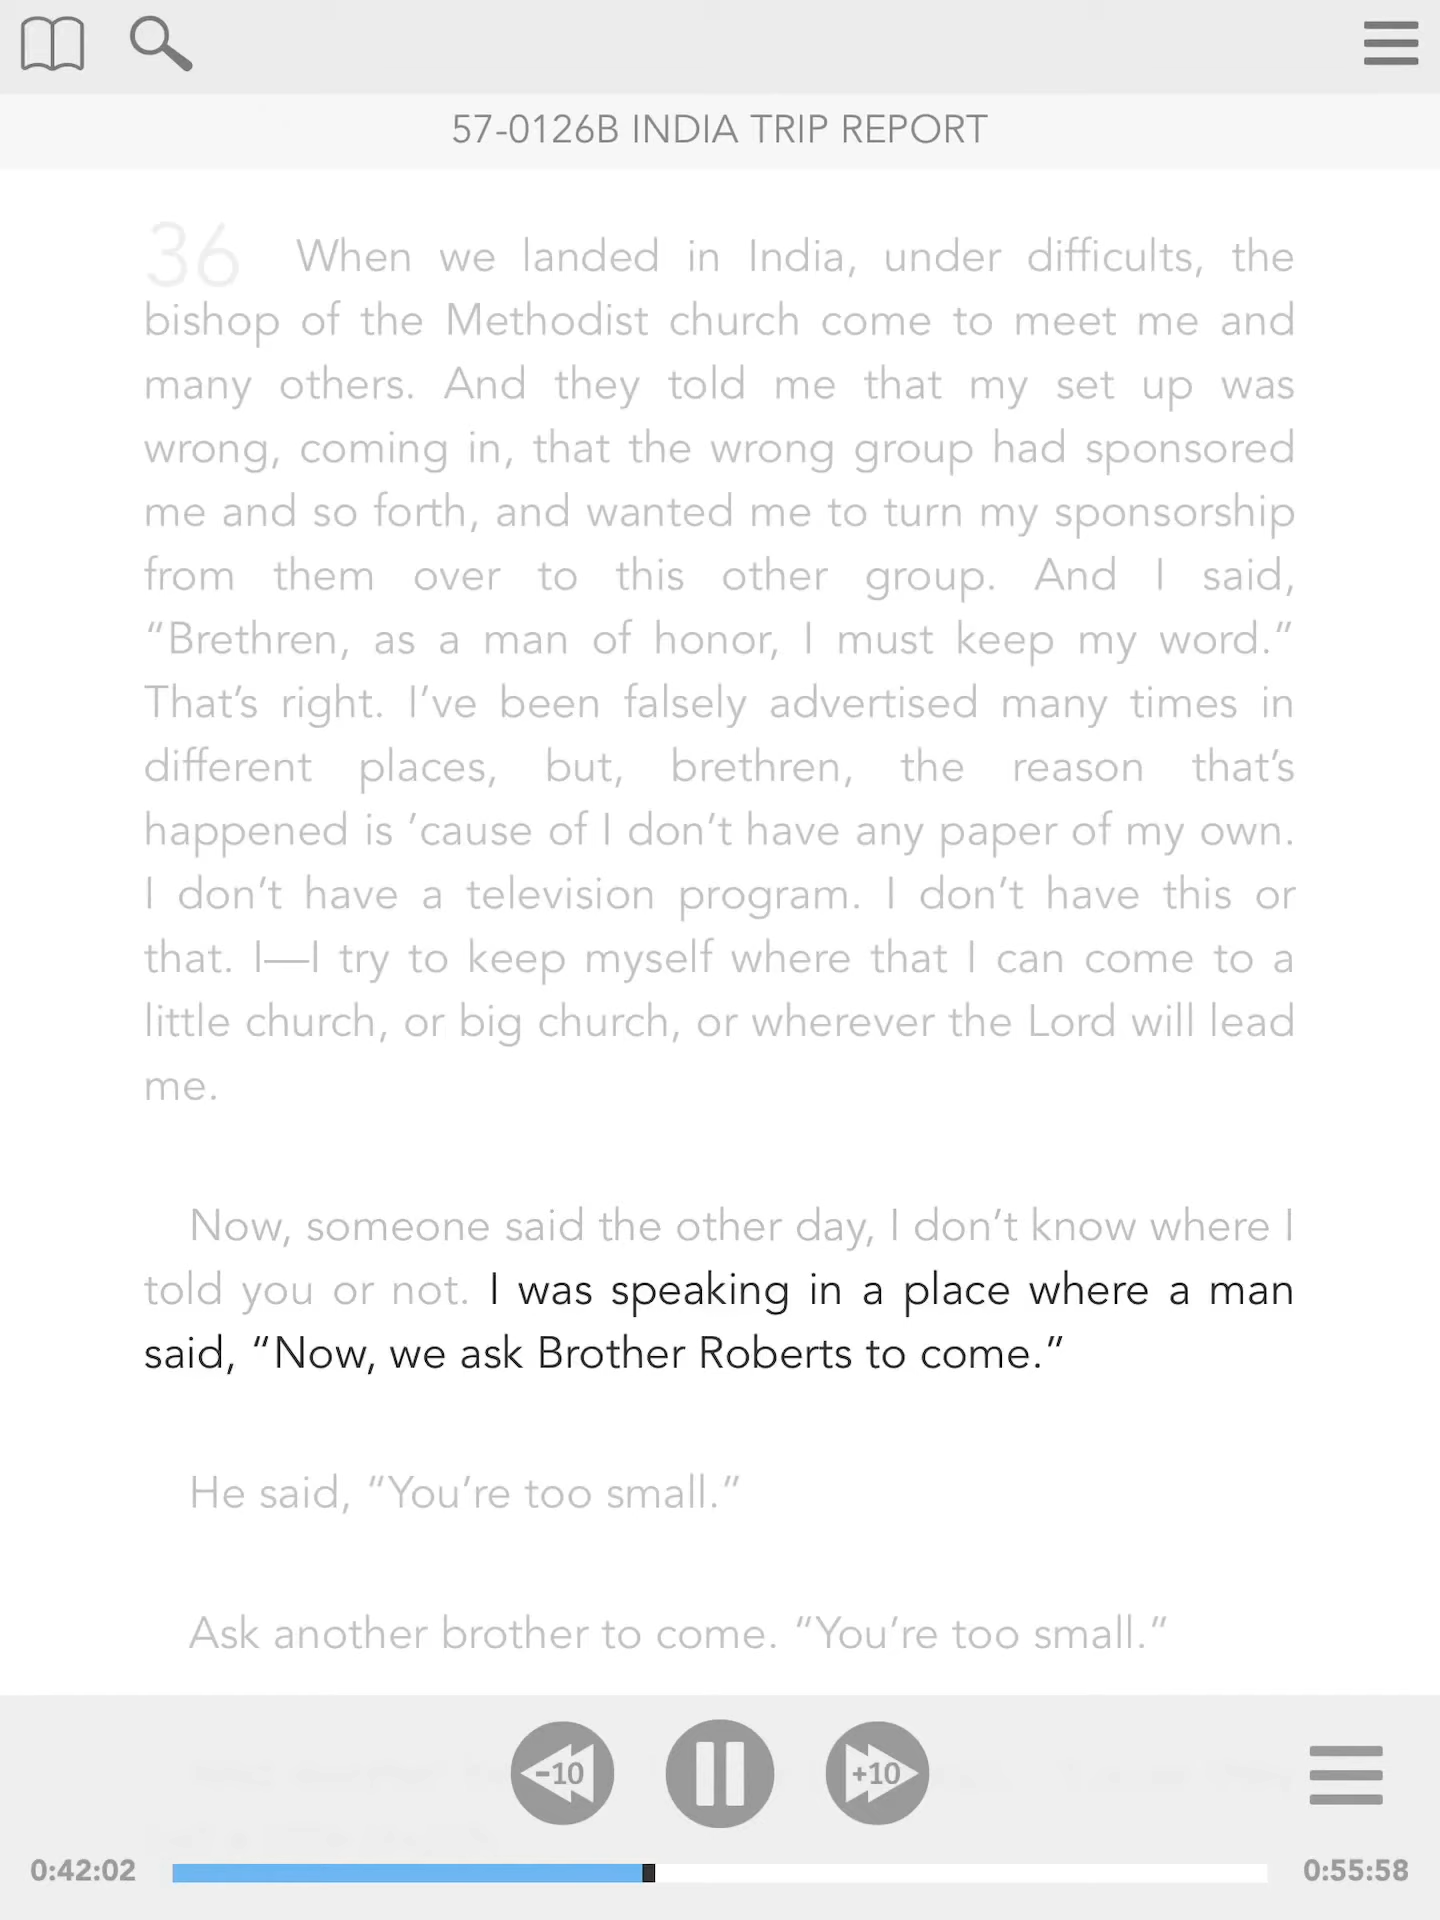 57-0126B INDIA TRIP REPORT
36 When we landed in India, under difficults, the
bishop of the Methodist church come to meet me and
many others. And they told me that my set up was
wrong, coming in, that the wrong group had sponsored
me and so forth, and wanted me to turn my sponsorship
from them over to this other group. And I said,
“Brethren, as a man of honor, I must keep my word.”
That’s right. I’ve been falsely advertised many times in
different places, but, brethren, the reason that’s
happened is ’cause of I don’t have any paper of my own.
I don’t have a television program. I don’t have this or
that. I—I try to keep myself where that I can come to a
little church, or big church, or wherever the Lord will lead
me.
Now, someone said the other day, I don’t know where I
told you or not. I was speaking in a place where a man
said, “Now, we ask Brother Roberts to come.”
He said, “You’re too small.”
Ask another brother to come. “You’re too small.”
-10 +10
0:42:02 0:55:58